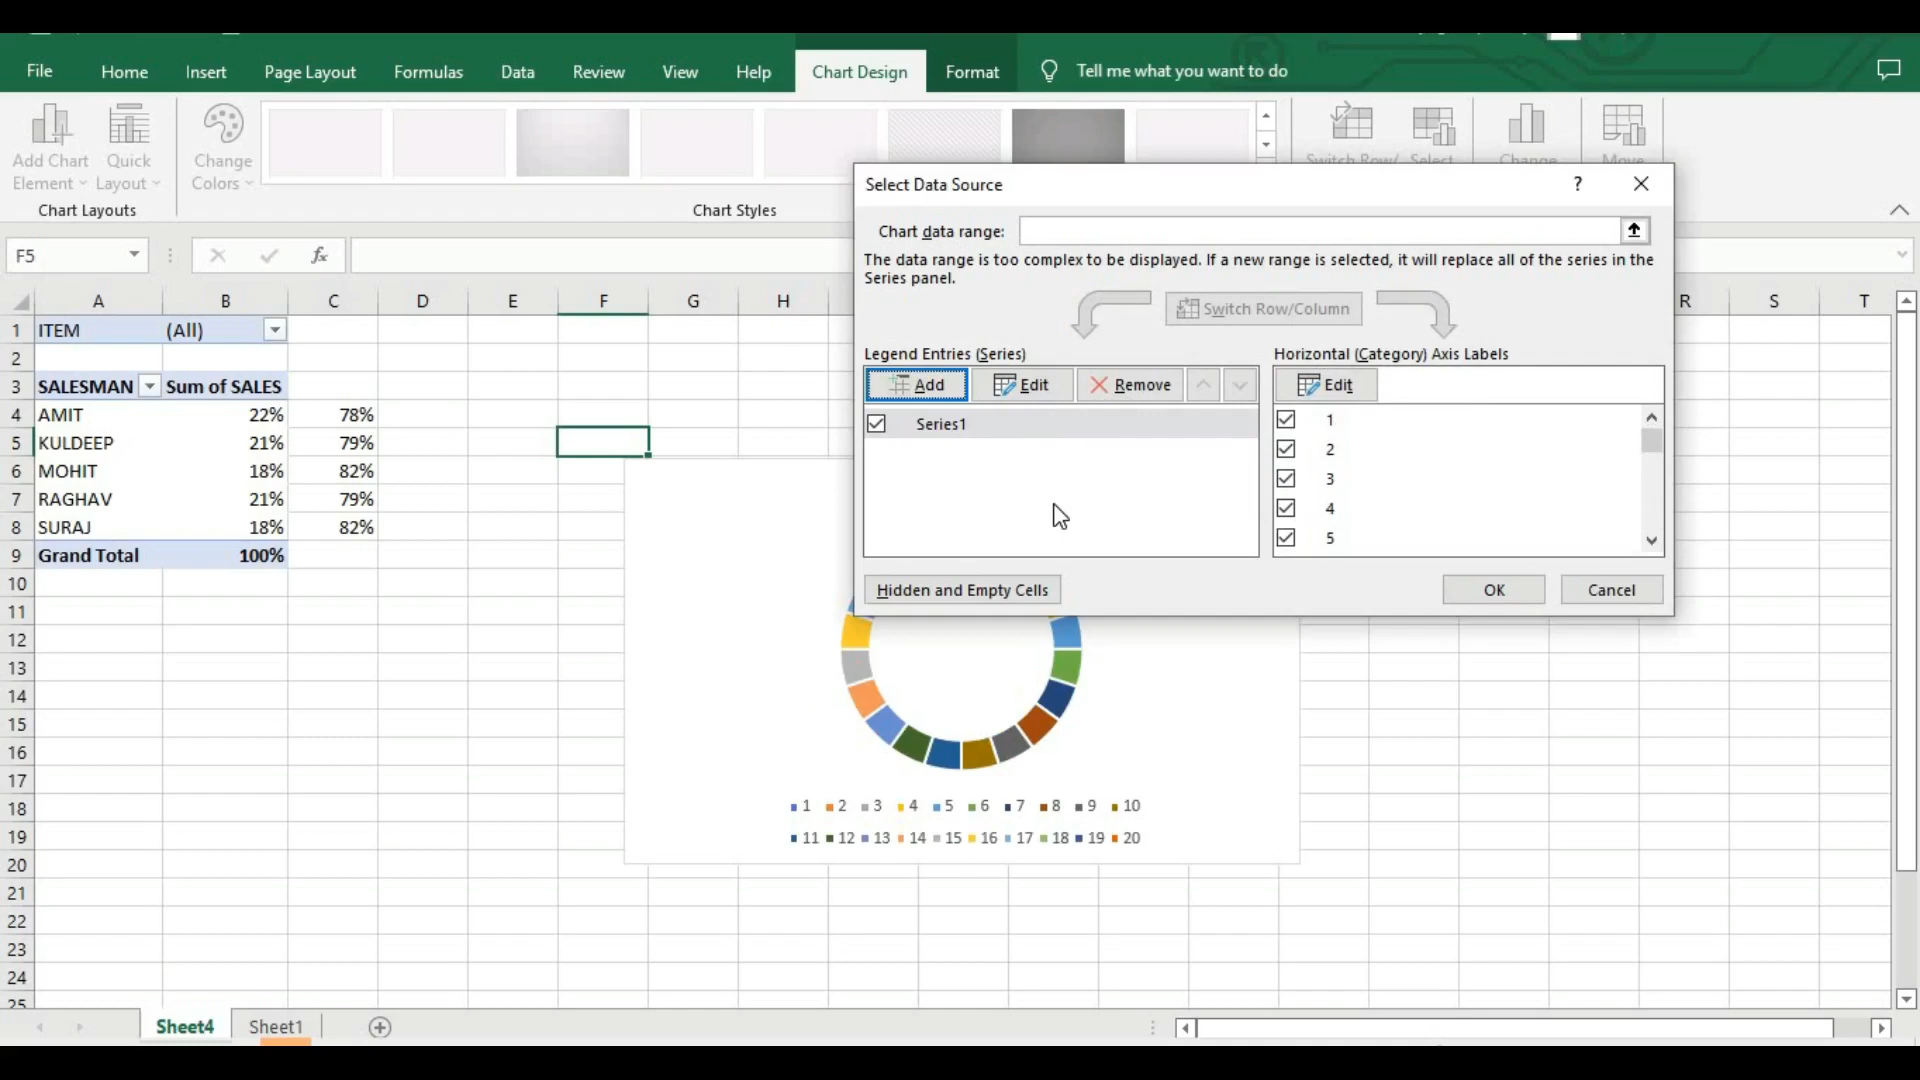 File Home Insert Page Layout Formulas Data Review View Help Chart Design Format Tell me what you want to do
Add Chart Element
Quick Layout
Change Colors
Switch Row/
Select
Change
Move
Chart Layouts
Chart Styles
F5
fx
Select Data Source
?
Chart data range:
The data range is too complex to be displayed. If a new range is selected, it will replace all of the series in the
Series panel.
Switch Row/Column
Legend Entries (Series)
Add Edit Remove
Series1
Horizontal (Category) Axis Labels
Edit
1
2
3
4
5
Hidden and Empty Cells
OK Cancel
A B C D E F G H R S T
1 ITEM (All)
2
3 SALESMAN Sum of SALES
4 AMIT 22% 78%
5 KULDEEP 21% 79%
6 MOHIT 18% 82%
7 RAGHAV 21% 79%
8 SURAJ 18% 82%
9 Grand Total 100%
10
11
12
13
14
15
16
17
18
19
20
21
22
23
24
25
1 2 3 4 5 6 7 8 9 10
11 12 13 14 15 16 17 18 19 20
Sheet4 Sheet1